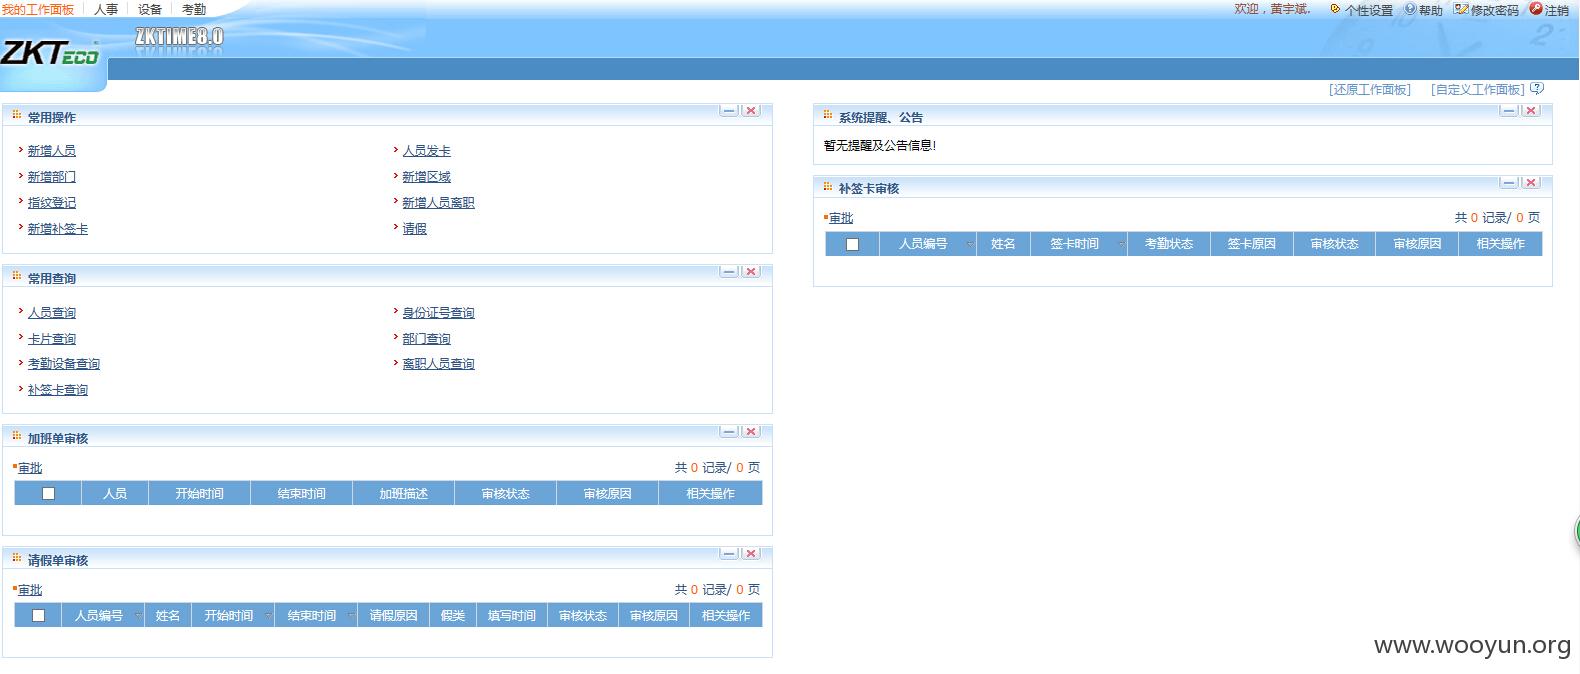 我的工作面板 人事 设备 考勤
欢迎，黄宇斌. 个性设置 帮助 修改密码 注销
ZKTECO
ZKTIME8.0
[还原工作面板] [自定义工作面板]
常用操作
新增人员 人员发卡
新增部门 新增区域
指纹登记 新增人员离职
新增补签卡 请假
常用查询
人员查询 身份证号查询
卡片查询 部门查询
考勤设备查询 离职人员查询
补签卡查询
加班单审核
审批 共 0 记录/ 0 页
人员 开始时间 结束时间 加班描述 审核状态 审核原因 相关操作
请假单审核
审批 共 0 记录/ 0 页
人员编号 姓名 开始时间 结束时间 请假原因 假类 填写时间 审核状态 审核原因 相关操作
系统提醒、公告
暂无提醒及公告信息!
补签卡审核
审批 共 0 记录/ 0 页
人员编号 姓名 签卡时间 考勤状态 签卡原因 审核状态 审核原因 相关操作
www.wooyun.org